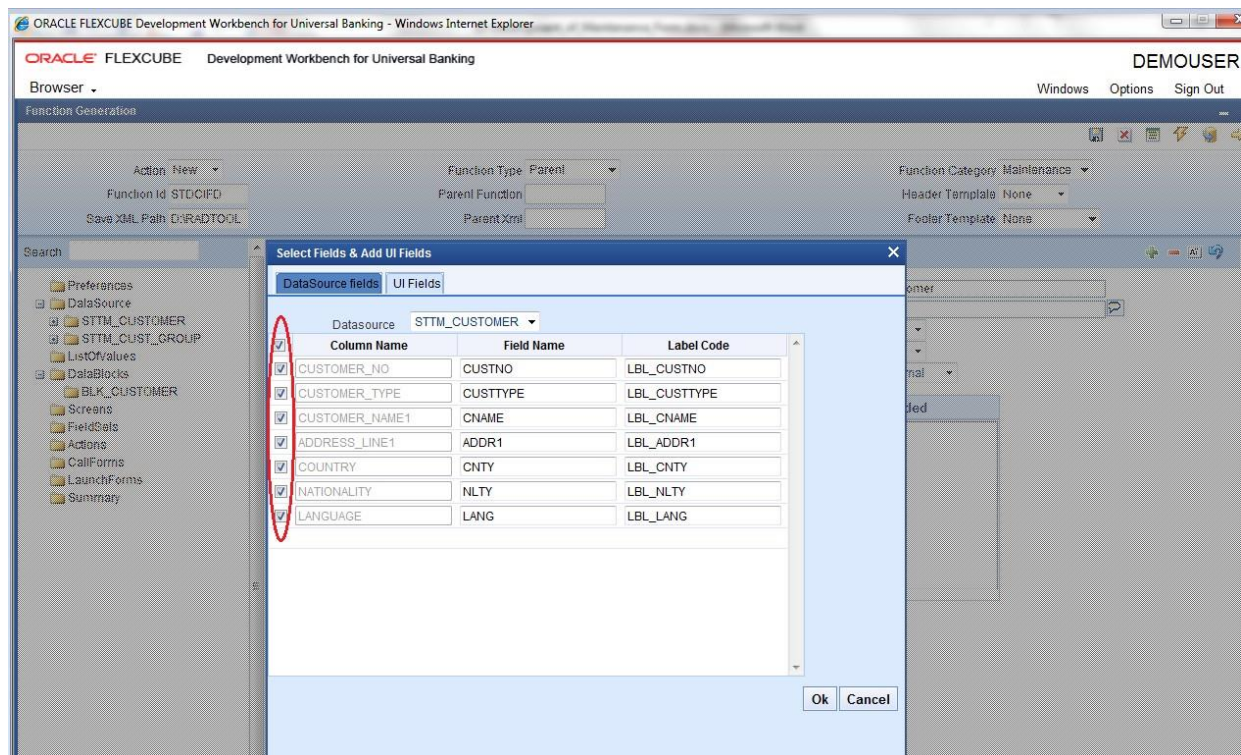 ORACLE FLEXCUBE Development Workbench for Universal Banking - Windows Internet Explorer
ORACLE FLEXCUBE Development Workbench for Universal Banking DEMOUSER
Browser Windows Options Sign Out
Function Generation
Action New Function Type Parent Function Category Maintenance
Function Id STDCIFD Parent Function Header Template None
Save XML Path D:\RADTOOL Parent Xml Footer Template None
Search
Preferences
DataSource
STTM_CUSTOMER
STTM_CUST_GROUP
ListOfValues
DataBlocks
BLK_CUSTOMER
Screens
FieldSets
Actions
CallForms
LaunchForms
Summary
Select Fields & Add UI Fields
DataSource fields UI Fields
Datasource STTM_CUSTOMER
Column Name Field Name Label Code
CUSTOMER_NO CUSTNO LBL_CUSTNO
CUSTOMER_TYPE CUSTTYPE LBL_CUSTTYPE
CUSTOMER_NAME1 CNAME LBL_CNAME
ADDRESS_LINE1 ADDR1 LBL_ADDR1
COUNTRY CNTY LBL_CNTY
NATIONALITY NLTY LBL_NLTY
LANGUAGE LANG LBL_LANG
Ok Cancel
omer
nal
ded